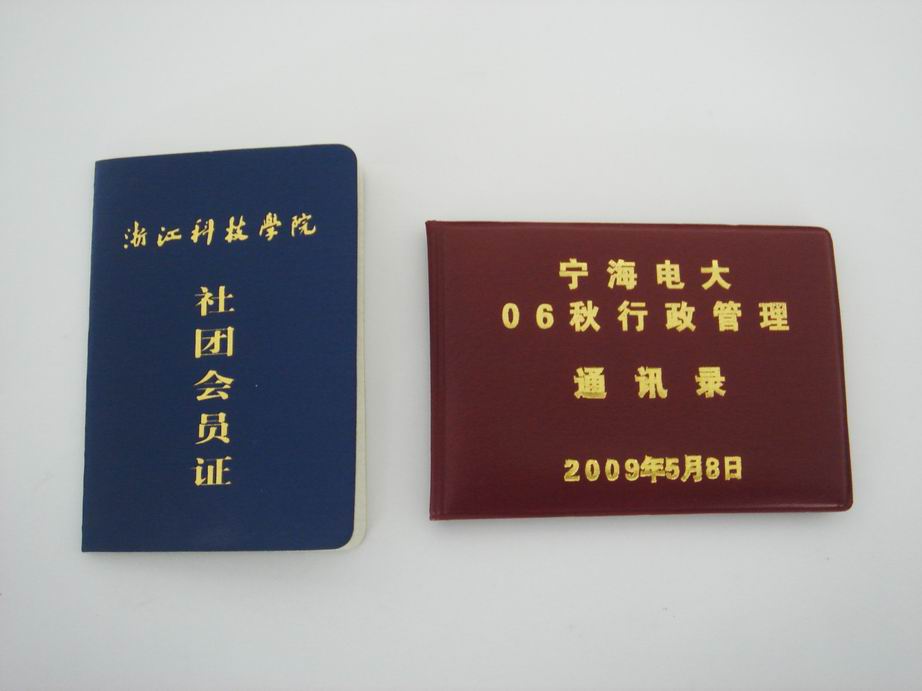 浙江科技學院
社团会员证
宁海电大
06秋行政管理
通讯录
2009年5月8日